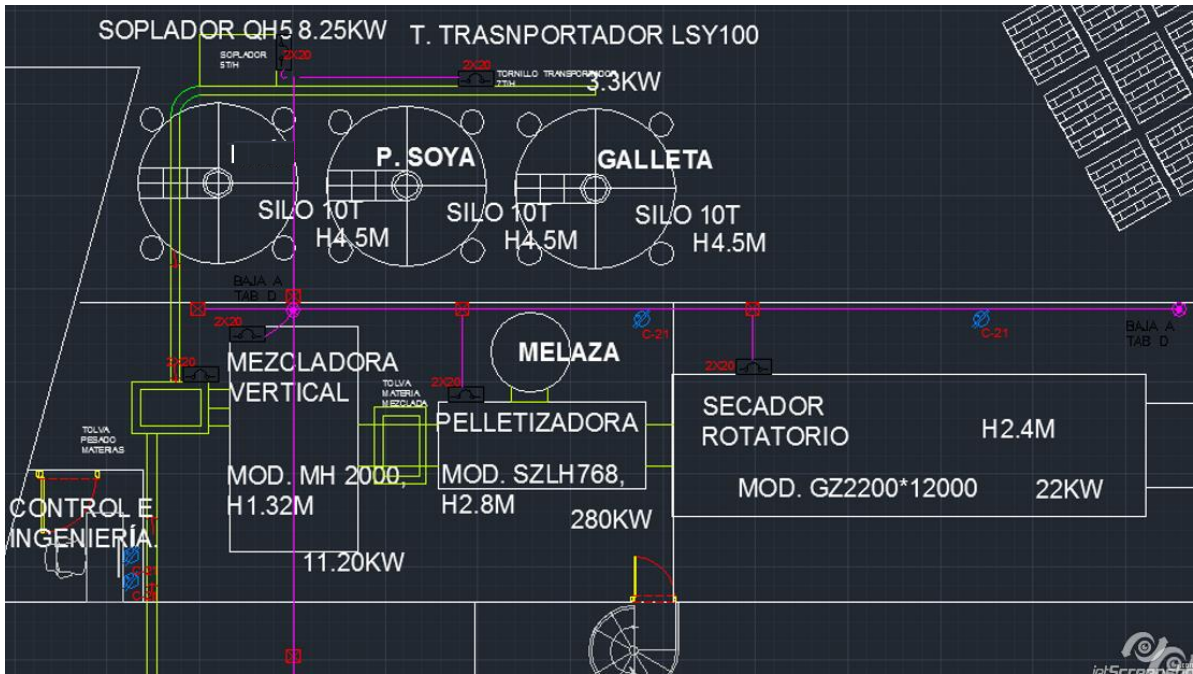 SOPLADOR QH5 8.25KW
T. TRASNPORTADOR LSY100
SOPLADOR
5T/H
2X20
2X20
TORNILLO TRANSPORTADOR
7T/H
3.3KW
P. SOYA
GALLETA
SILO 10T
H4.5M
SILO 10T
H4.5M
SILO 10T
H4.5M
BAJA A
TAB D
BAJA A
TAB D
C-21
C-21
2X20
2X20
2X20
2X20
MEZCLADORA
VERTICAL
MOD. MH 2000,
H1.32M
11.20KW
TOLVA
MATERIA
MEZCLADA
MELAZA
PELLETIZADORA
MOD. SZLH768,
H2.8M
280KW
SECADOR
ROTATORIO
H2.4M
MOD. GZ2200*12000
22KW
TOLVA
PESADO
MATERIAS
CONTROL E
INGENIERÍA.